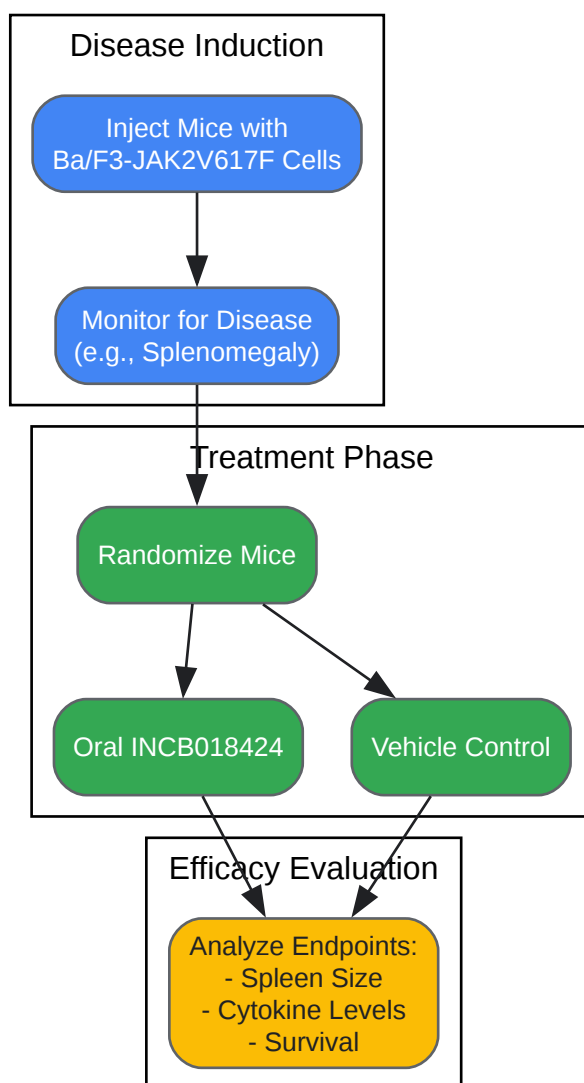 Disease Induction
Inject Mice with
Ba/F3-JAK2V617F Cells
Monitor for Disease
(e.g., Splenomegaly)
Treatment Phase
Randomize Mice
Oral INCB018424
Vehicle Control
Efficacy Evaluation
Analyze Endpoints:
- Spleen Size
- Cytokine Levels
- Survival